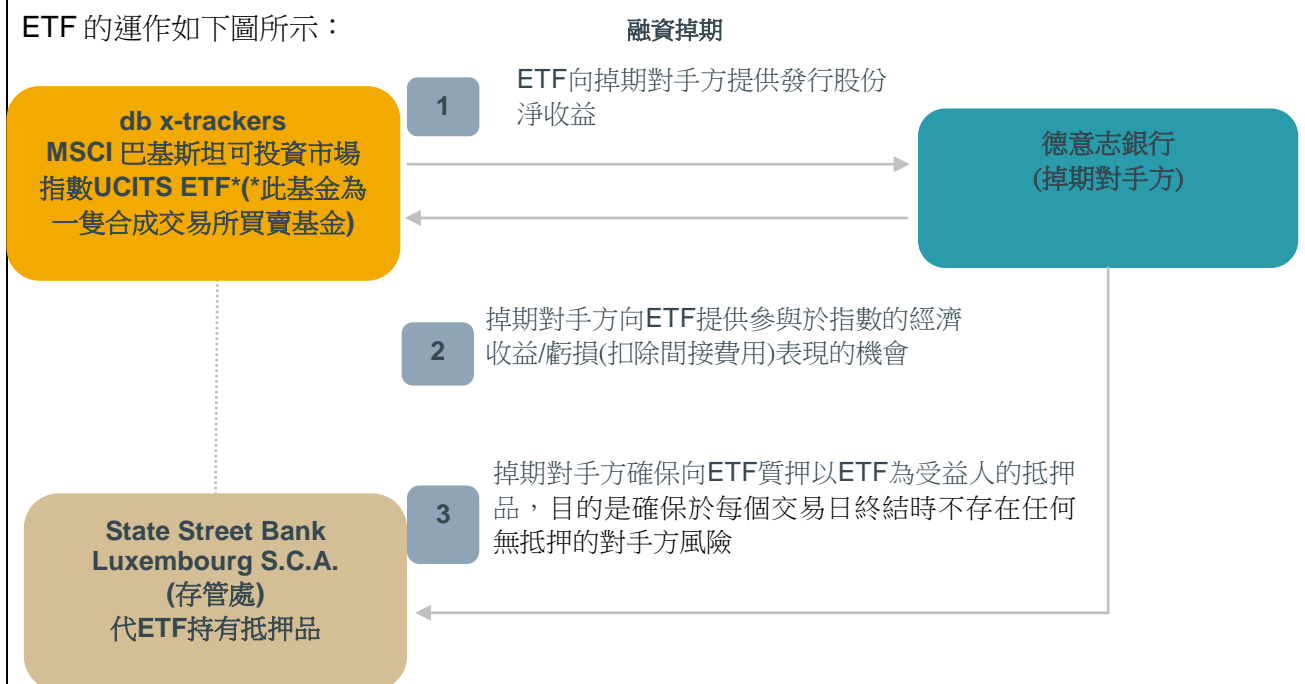 ETF 的運作如下圖所示：
融資掉期
1
ETF向掉期對手方提供發行股份
淨收益
db x-trackers
MSCI 巴基斯坦可投資市場
指數UCITS ETF*(*此基金為
一隻合成交易所買賣基金)
德意志銀行
(掉期對手方)
2
掉期對手方向ETF提供參與於指數的經濟
收益/虧損(扣除間接費用)表現的機會
3
掉期對手方確保向ETF質押以ETF為受益人的抵押
品，目的是確保於每個交易日終結時不存在任何
無抵押的對手方風險
State Street Bank
Luxembourg S.C.A.
(存管處)
代ETF持有抵押品